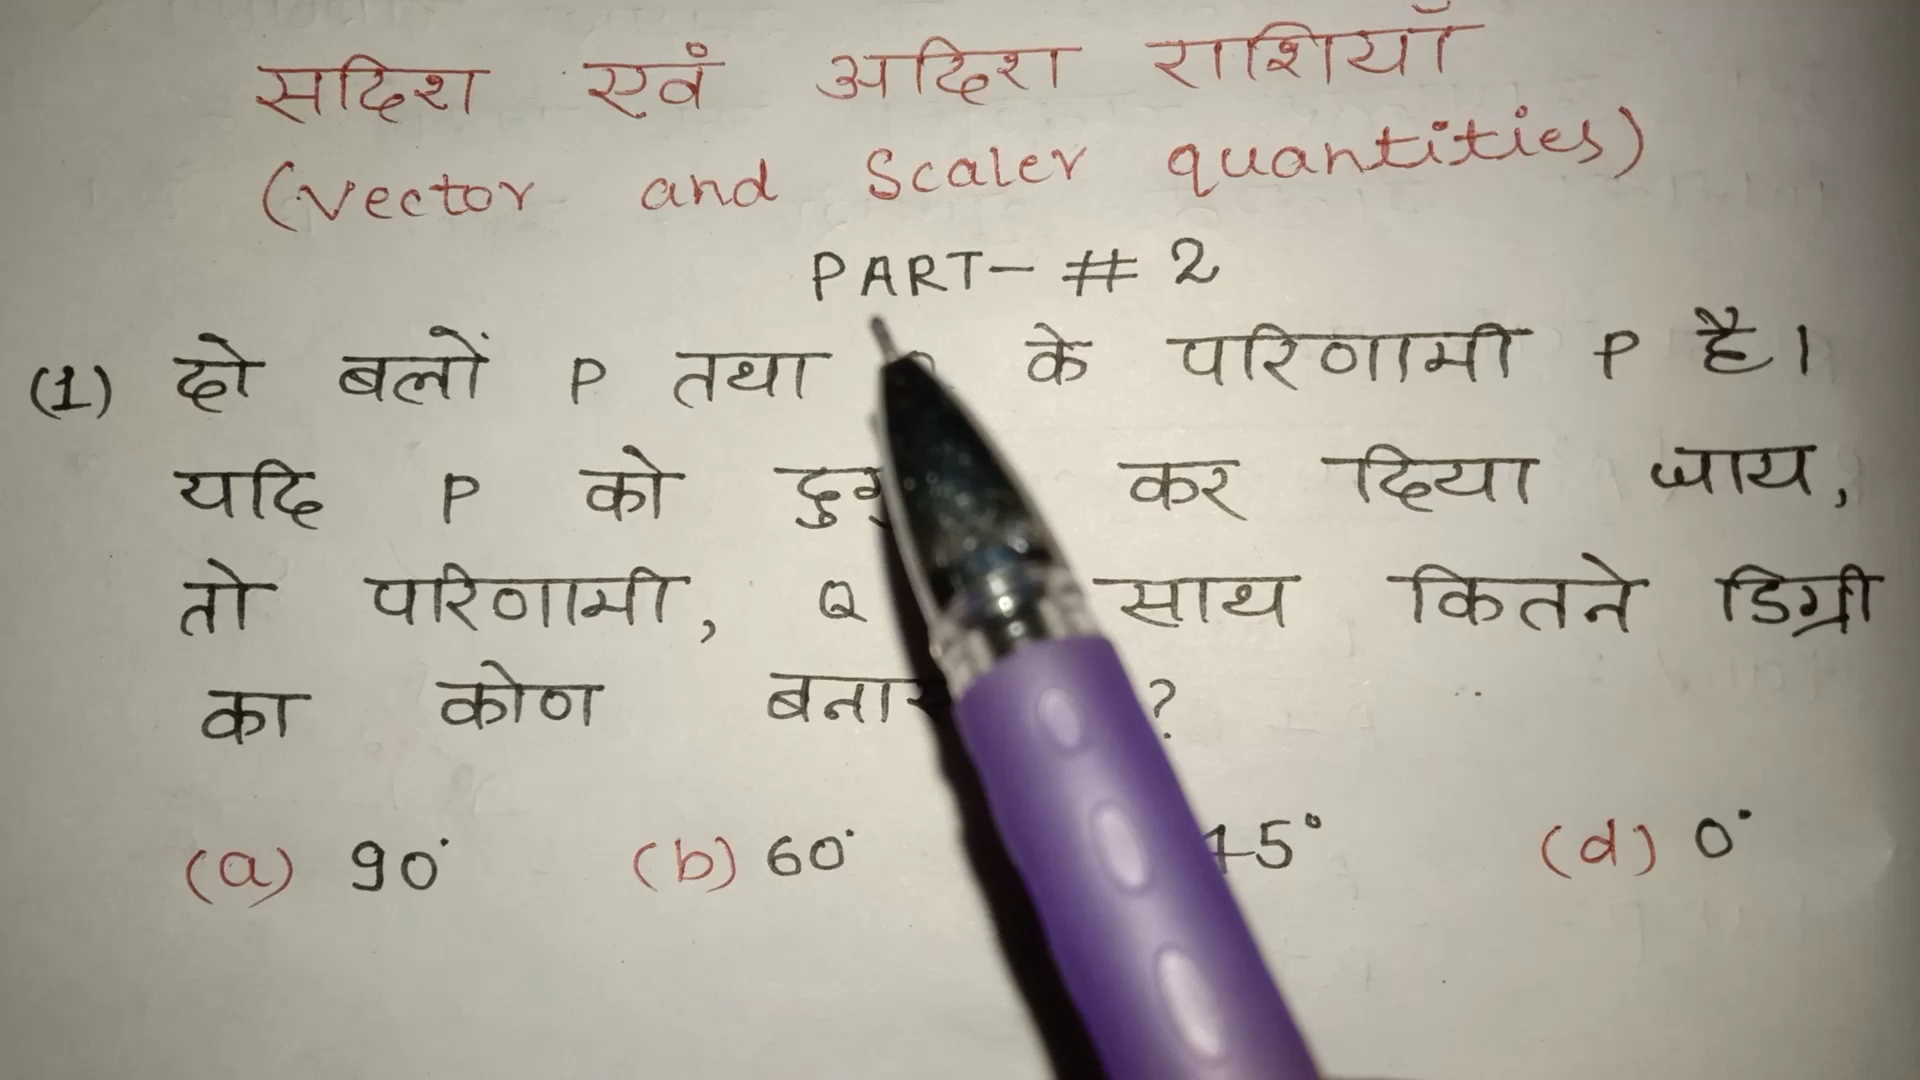 सदिश एवं अदिश राशियाँ
(Vector and Scaler quantities)
PART- # 2
(1) दो बलों P तथा के परिणामी P है।
यदि P को कर दिया जाय,
तो परिणामी, Q साथ कितने डिग्री
का कोण ?
(a) 90° (b) 60° 45° (d) 0°